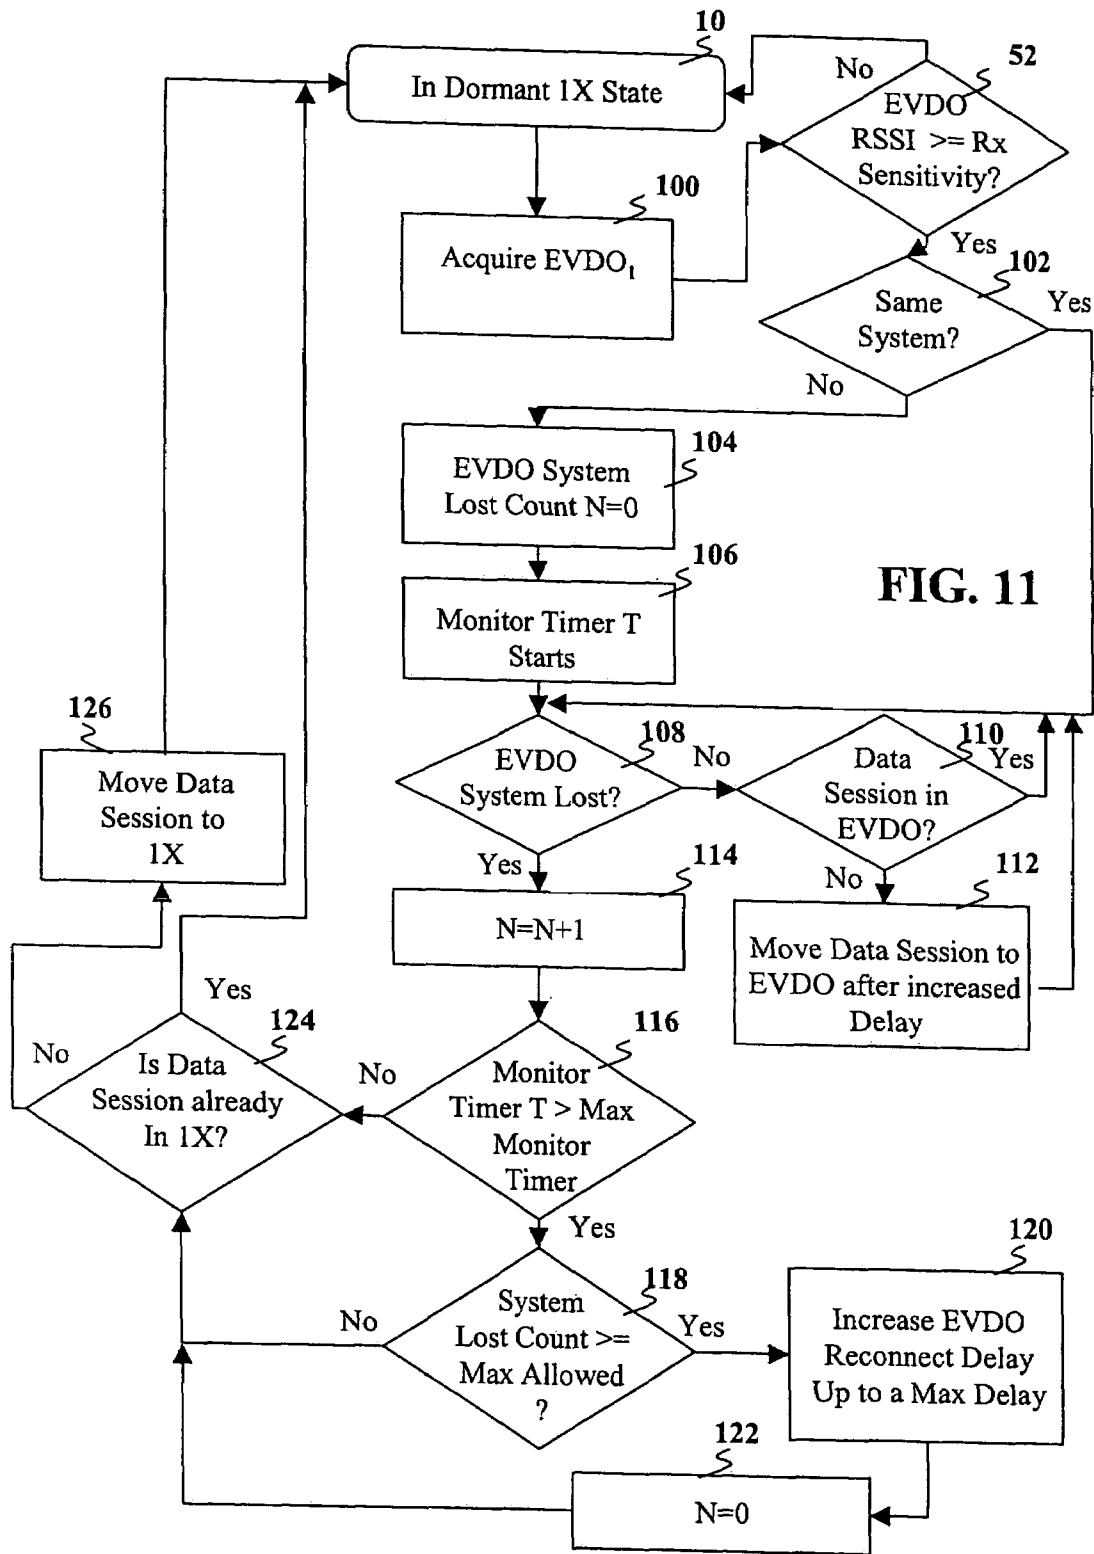 10
In Dormant 1X State
No
52
EVDO
RSSI >= Rx
Sensitivity?
100
Acquire EVDO₁
Yes
102
Same
System?
Yes
No
104
EVDO System
Lost Count N=0
106
Monitor Timer T
Starts
FIG. 11
126
Move Data
Session to
1X
108
EVDO
System Lost?
No
110
Data
Session in
EVDO?
Yes
Yes
114
N=N+1
No
112
Move Data Session to
EVDO after increased
Delay
Yes
124
No
Is Data
Session already
In 1X?
No
116
Monitor
Timer T > Max
Monitor
Timer
Yes
118
System
Lost Count >=
Max Allowed
?
No
Yes
120
Increase EVDO
Reconnect Delay
Up to a Max Delay
122
N=0